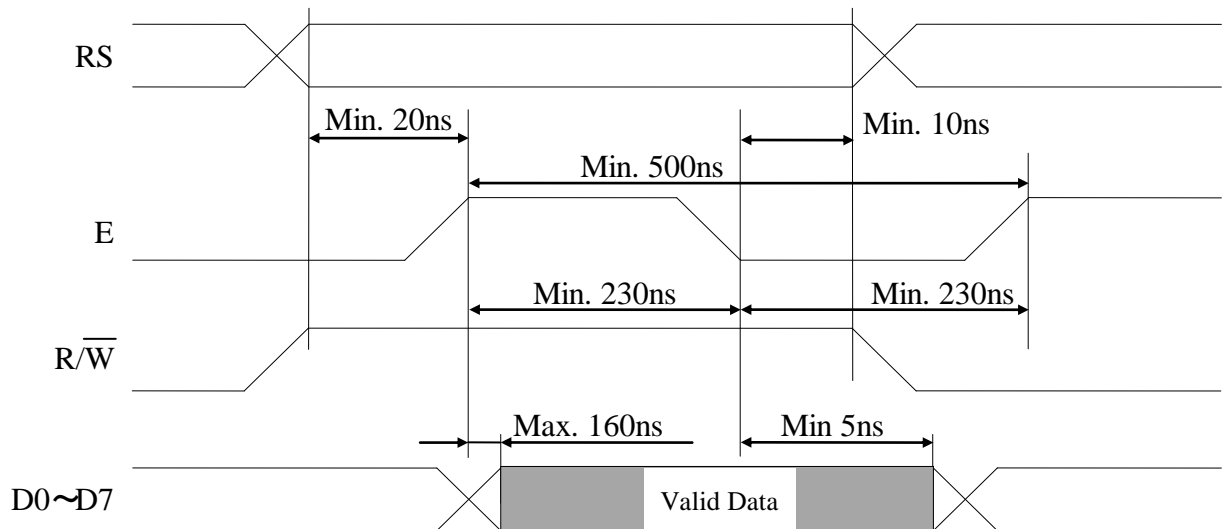 RS
Min. 20ns
Min. 10ns
Min. 500ns
E
Min. 230ns
Min. 230ns
R/W̅
Max. 160ns
Min 5ns
D0～D7
Valid Data